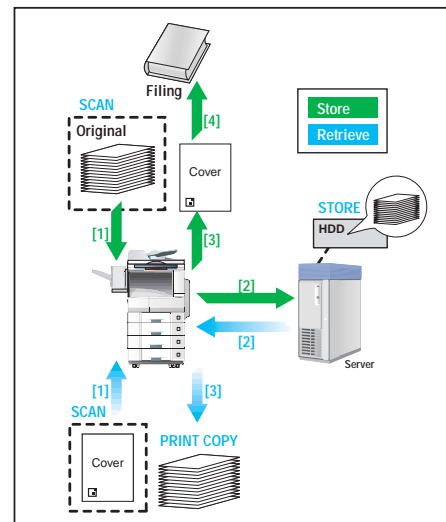 Filing
[4]
SCAN
Original
Store
Retrieve
Cover
STORE
HDD
[1]
[3]
[2]
[2]
Server
[1]
[3]
SCAN
PRINT COPY
Cover